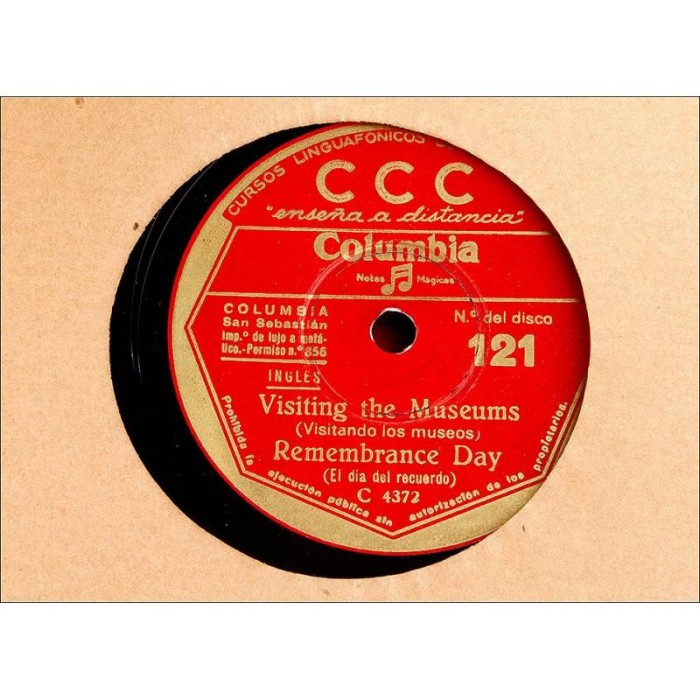 CURSOS LINGUAFONICOS
CCC
"enseña a distancia"
Columbia
Notas Mágicas
COLUMBIA
San Sebastián
Imp.º de lujo a metá-
lico.-Permiso n.º 856
N.º del disco
121
INGLÉS
Visiting the Museums
(Visitando los museos)
Remembrance Day
(El dia del recuerdo)
C 4372
Prohibida la ejecución pública sin autorización de los propietarios.